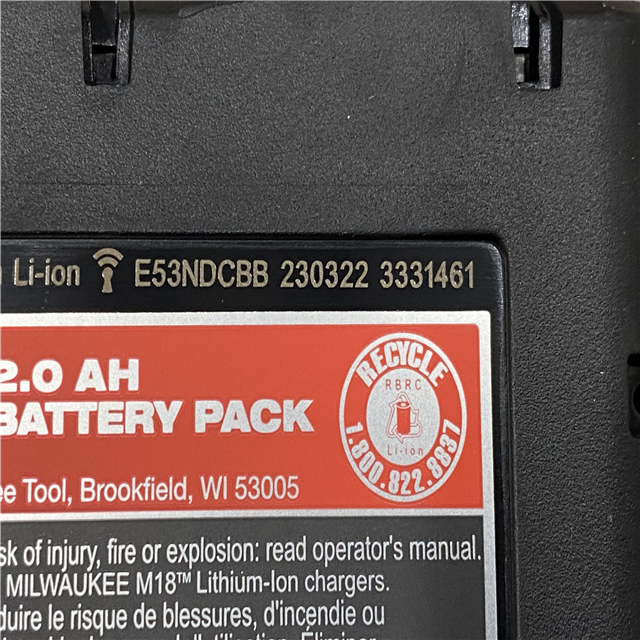 Li-ion E53NDCBB 230322 3331461
2.0 AH
BATTERY PACK
RECYCLE
RBRC
Li-ion
1.800.822.8837
ee Tool, Brookfield, WI 53005
sk of injury, fire or explosion: read operator's manual.
MILWAUKEE M18™ Lithium-Ion chargers.
duire le risque de blessures, d'incendie ou